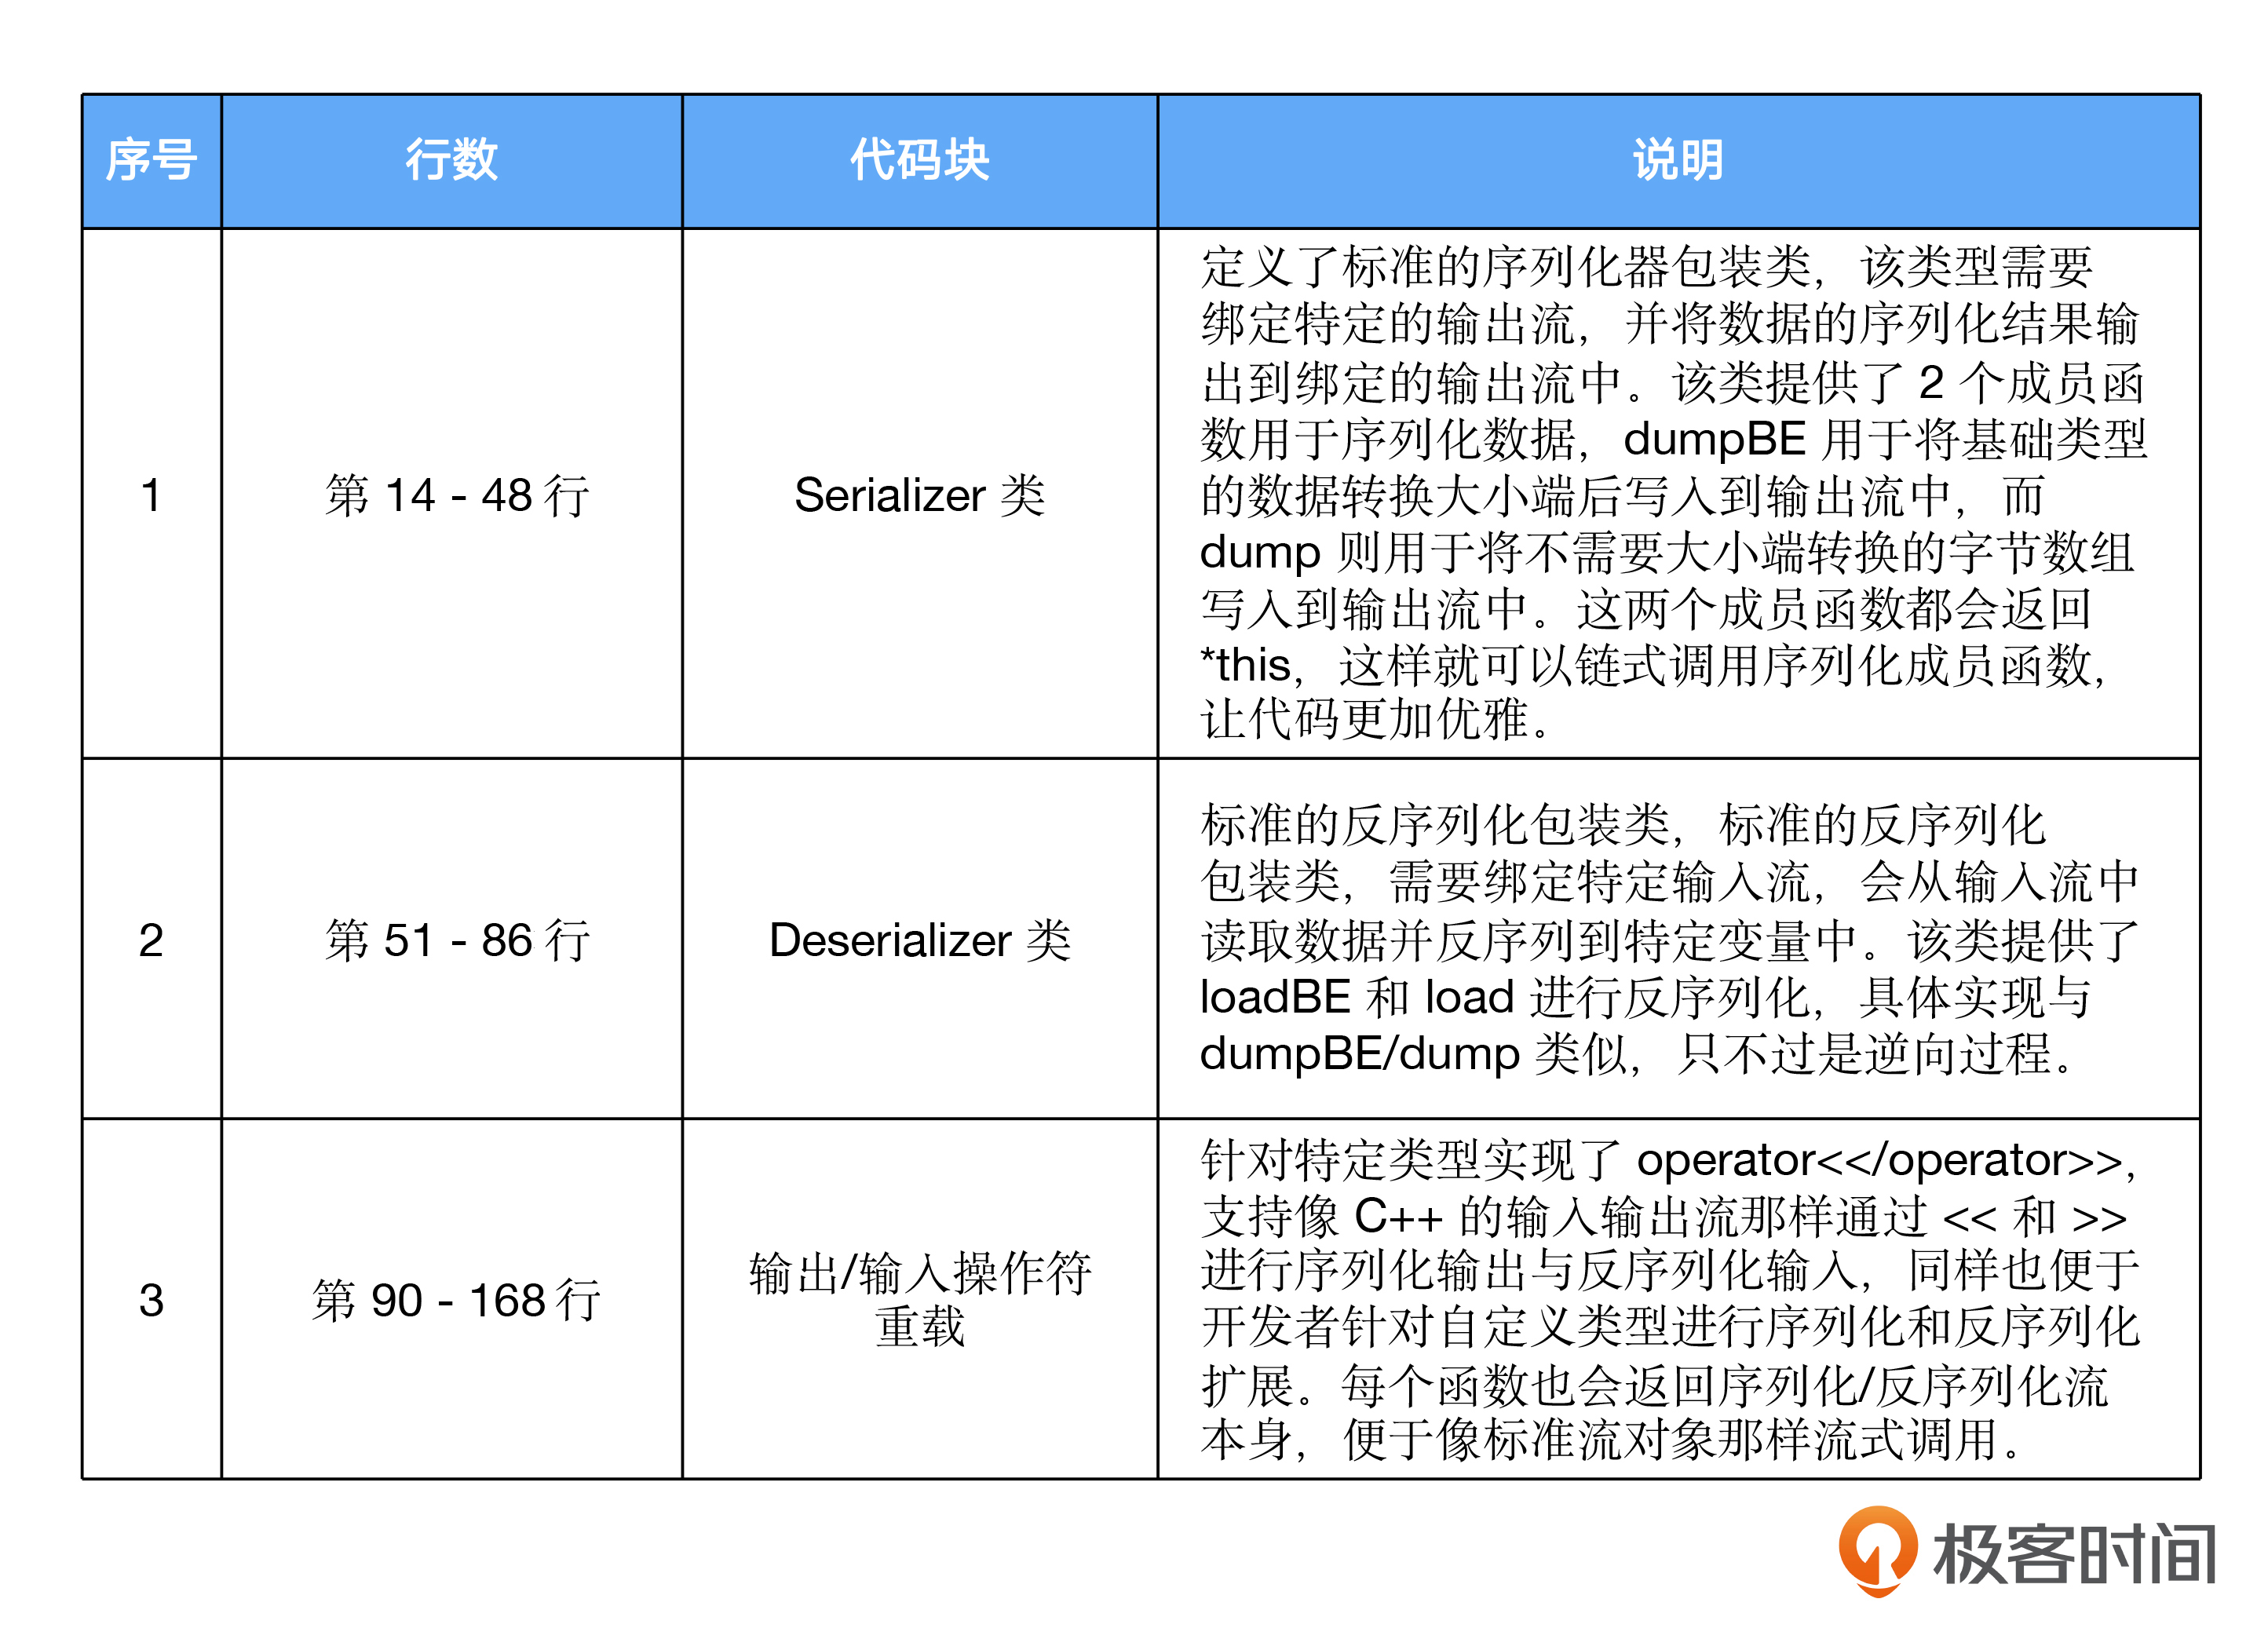 序号 行数 代码块 说明
1
第 14 - 48 行
Serializer 类
定义了标准的序列化器包装类，该类型需要
绑定特定的输出流，并将数据的序列化结果输
出到绑定的输出流中。该类提供了 2 个成员函
数用于序列化数据，dumpBE 用于将基础类型
的数据转换大小端后写入到输出流中，而
dump 则用于将不需要大小端转换的字节数组
写入到输出流中。这两个成员函数都会返回
*this，这样就可以链式调用序列化成员函数，
让代码更加优雅。
2
第 51 - 86 行
Deserializer 类
标准的反序列化包装类，标准的反序列化
包装类，需要绑定特定输入流，会从输入流中
读取数据并反序列到特定变量中。该类提供了
loadBE 和 load 进行反序列化，具体实现与
dumpBE/dump 类似，只不过是逆向过程。
3
第 90 - 168 行
输出/输入操作符
重载
针对特定类型实现了 operator<</operator>>，
支持像 C++ 的输入输出流那样通过 << 和 >>
进行序列化输出与反序列化输入，同样也便于
开发者针对自定义类型进行序列化和反序列化
扩展。每个函数也会返回序列化/反序列化流
本身，便于像标准流对象那样流式调用。
极客时间